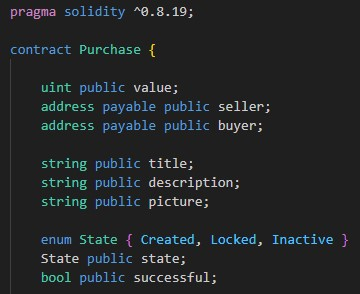 pragma solidity ^0.8.19;
contract Purchase {
uint public value;
address payable public seller;
address payable public buyer;
string public title;
string public description;
string public picture;
enum State { Created, Locked, Inactive }
State public state;
bool public successful;